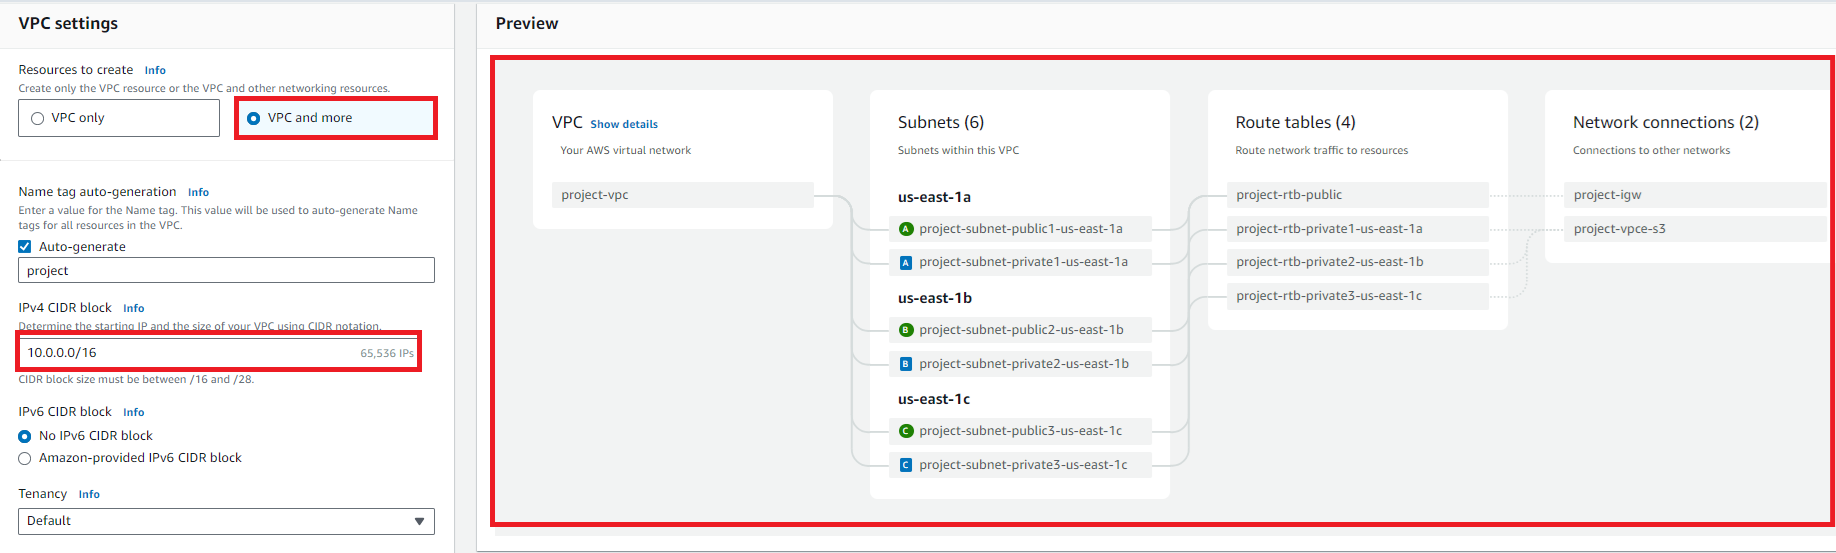 VPC settings
Resources to create Info
Create only the VPC resource or the VPC and other networking resources.
VPC only
VPC and more
Name tag auto-generation Info
Enter a value for the Name tag. This value will be used to auto-generate Name
tags for all resources in the VPC.
Auto-generate
project
IPv4 CIDR block Info
Determine the starting IP and the size of your VPC using CIDR notation.
10.0.0.0/16 65,536 IPs
CIDR block size must be between /16 and /28.
IPv6 CIDR block Info
No IPv6 CIDR block
Amazon-provided IPv6 CIDR block
Tenancy Info
Default
Preview
VPC Show details
Your AWS virtual network
project-vpc
Subnets (6)
Subnets within this VPC
us-east-1a
A project-subnet-public1-us-east-1a
A project-subnet-private1-us-east-1a
us-east-1b
B project-subnet-public2-us-east-1b
B project-subnet-private2-us-east-1b
us-east-1c
C project-subnet-public3-us-east-1c
C project-subnet-private3-us-east-1c
Route tables (4)
Route network traffic to resources
project-rtb-public
project-rtb-private1-us-east-1a
project-rtb-private2-us-east-1b
project-rtb-private3-us-east-1c
Network connections (2)
Connections to other networks
project-igw
project-vpce-s3